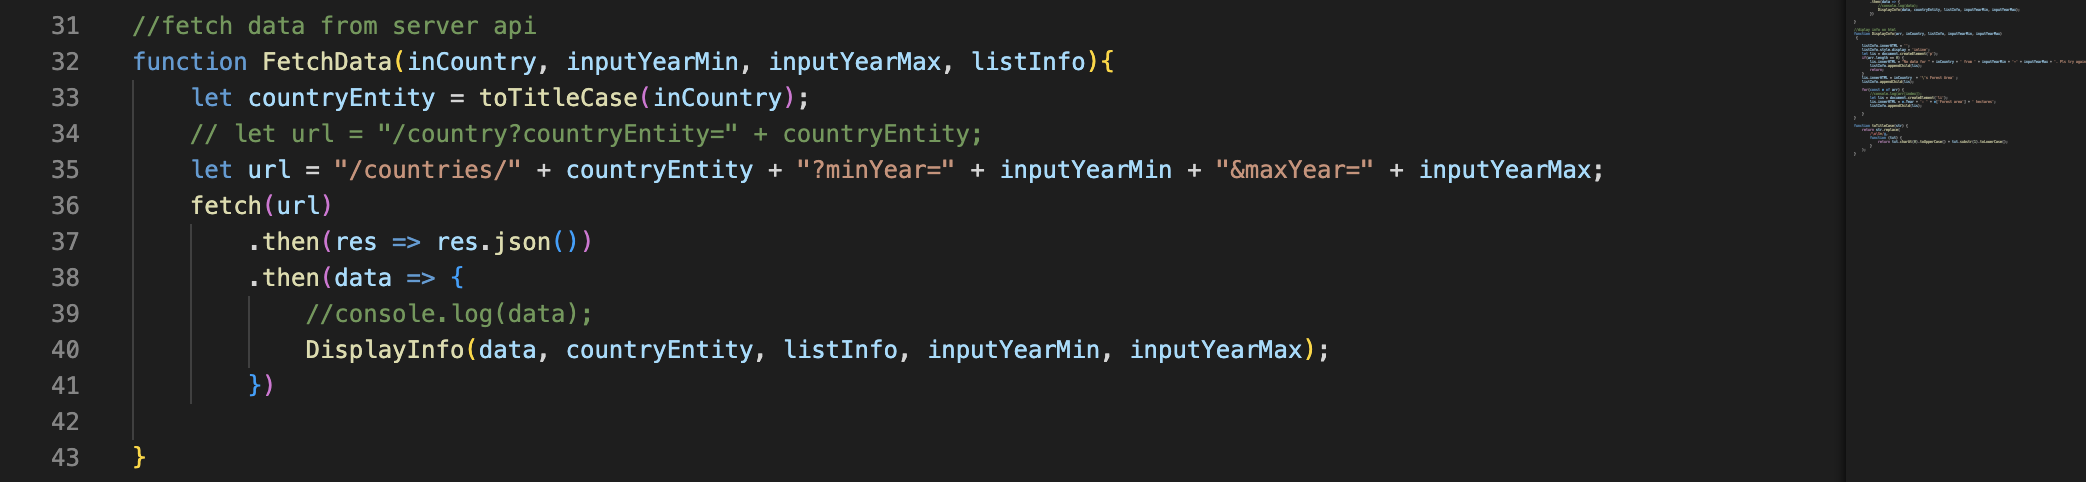 31 //fetch data from server api
32 function FetchData(inCountry, inputYearMin, inputYearMax, listInfo){
33 let countryEntity = toTitleCase(inCountry);
34 // let url = "/country?countryEntity=" + countryEntity;
35 let url = "/countries/" + countryEntity + "?minYear=" + inputYearMin + "&maxYear=" + inputYearMax;
36 fetch(url)
37 .then(res => res.json())
38 .then(data => {
39 //console.log(data);
40 DisplayInfo(data, countryEntity, listInfo, inputYearMin, inputYearMax);
41 })
42
43 }